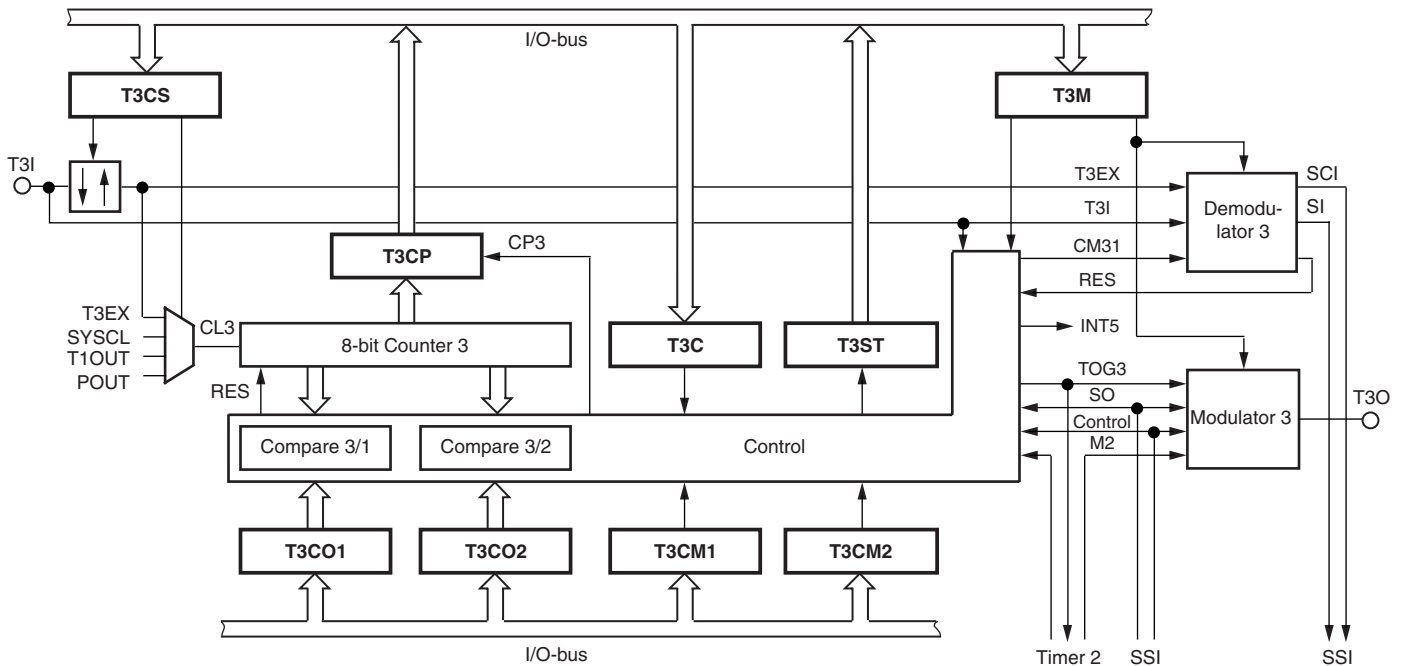 I/O-bus
T3CS
T3M
T3I
T3EX
SCI
T3I
SI
Demodu-
lator 3
CP3
T3CP
CM31
RES
T3EX
SYSCL
T1OUT
POUT
CL3
8-bit Counter 3
T3C
T3ST
INT5
RES
TOG3
SO
Control
M2
Modulator 3
T3O
Compare 3/1
Compare 3/2
Control
T3CO1
T3CO2
T3CM1
T3CM2
I/O-bus
Timer 2
SSI
SSI